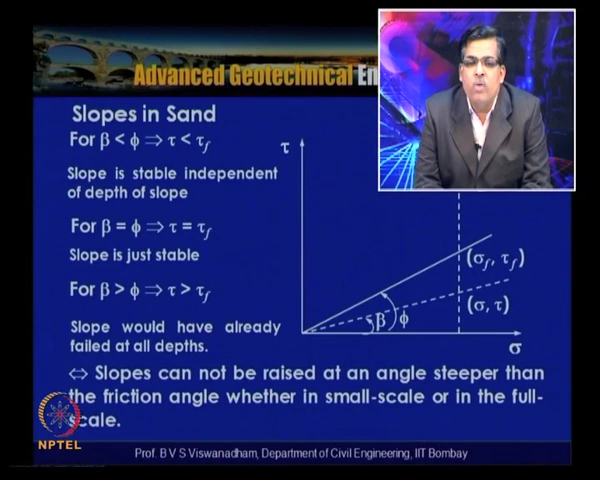 Advanced Geotechnical En
Slopes in Sand
For β < ϕ ⇒ τ < τf
Slope is stable independent
of depth of slope
For β = ϕ ⇒ τ = τf
Slope is just stable
For β > ϕ ⇒ τ > τf
Slope would have already
failed at all depths.
τ
(σf, τf)
(σ, τ)
β
ϕ
σ
⇔ Slopes can not be raised at an angle steeper than
the friction angle whether in small-scale or in the full-
scale.
NPTEL
Prof. B V S Viswanadham, Department of Civil Engineering, IIT Bombay